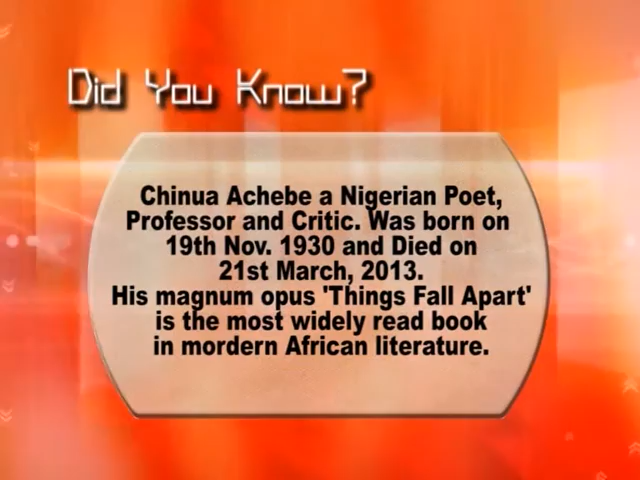 Did You Know?
Chinua Achebe a Nigerian Poet,
Professor and Critic. Was born on
19th Nov. 1930 and Died on
21st March, 2013.
His magnum opus 'Things Fall Apart'
is the most widely read book
in mordern African literature.